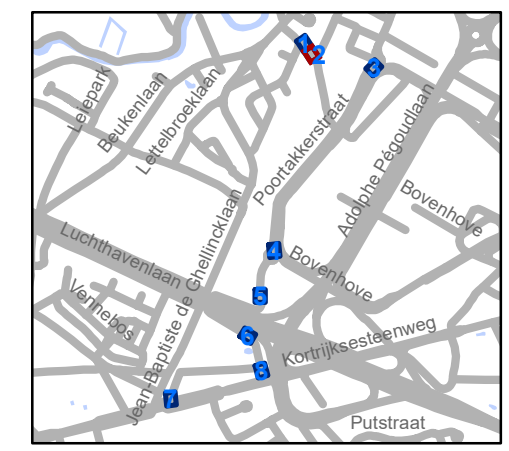 1
2
3
Leiepark
Beukenlaan
Lettelbroeklaan
Poortakkerstraat
Adolphe Pégoudlaan
Bovenhove
Luchthavenlaan
Jean-Baptiste de Ghellincklaan
4
Bovenhove
5
Vennebos
6
Kortrijksesteenweg
8
7
Putstraat